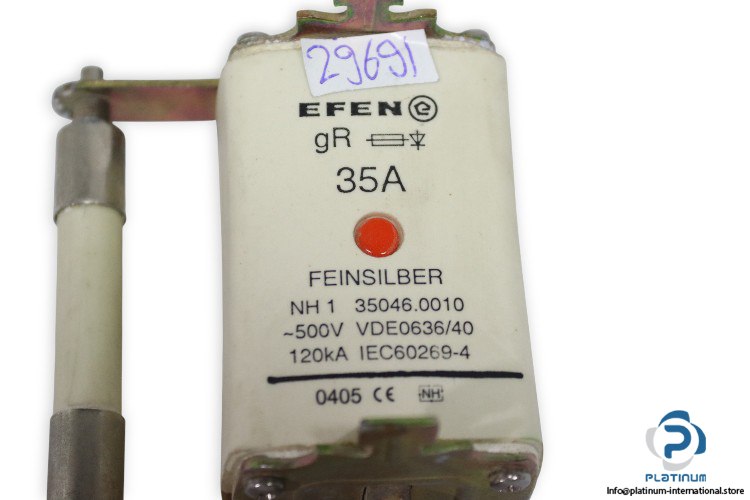 29691
EFEN e
gR
35A
FEINSILBER
NH 1 35046.0010
~500V VDE0636/40
120kA IEC60269-4
0405 CE NH
PLATINUM
INTERNATIONAL
Info@platinum-international.store